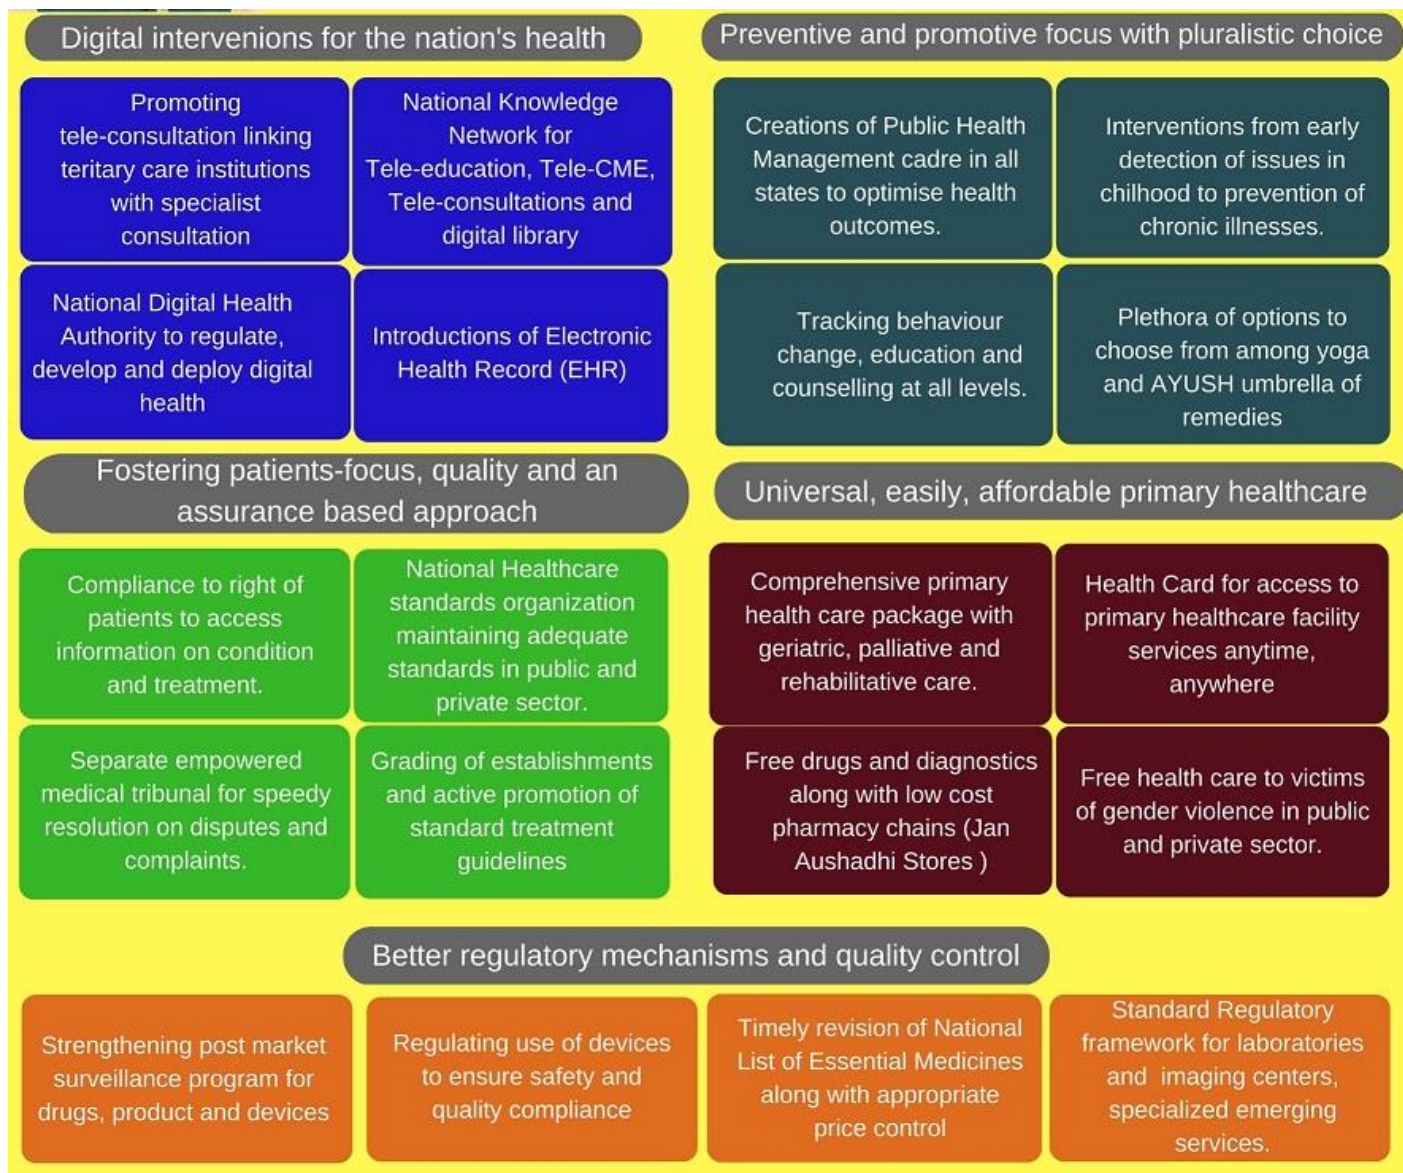 Digital intervenions for the nation's health
Promoting
tele-consultation linking
teritary care institutions
with specialist
consultation
National Knowledge
Network for
Tele-education, Tele-CME,
Tele-consultations and
digital library
National Digital Health
Authority to regulate,
develop and deploy digital
health
Introductions of Electronic
Health Record (EHR)
Preventive and promotive focus with pluralistic choice
Creations of Public Health
Management cadre in all
states to optimise health
outcomes.
Interventions from early
detection of issues in
chilhood to prevention of
chronic illnesses.
Tracking behaviour
change, education and
counselling at all levels.
Plethora of options to
choose from among yoga
and AYUSH umbrella of
remedies
Fostering patients-focus, quality and an
assurance based approach
Compliance to right of
patients to access
information on condition
and treatment.
National Healthcare
standards organization
maintaining adequate
standards in public and
private sector.
Separate empowered
medical tribunal for speedy
resolution on disputes and
complaints.
Grading of establishments
and active promotion of
standard treatment
guidelines
Universal, easily, affordable primary healthcare
Comprehensive primary
health care package with
geriatric, palliative and
rehabilitative care.
Health Card for access to
primary healthcare facility
services anytime,
anywhere
Free drugs and diagnostics
along with low cost
pharmacy chains (Jan
Aushadhi Stores )
Free health care to victims
of gender violence in public
and private sector.
Better regulatory mechanisms and quality control
Strengthening post market
surveillance program for
drugs, product and devices
Regulating use of devices
to ensure safety and
quality compliance
Timely revision of National
List of Essential Medicines
along with appropriate
price control
Standard Regulatory
framework for laboratories
and imaging centers,
specialized emerging
services.